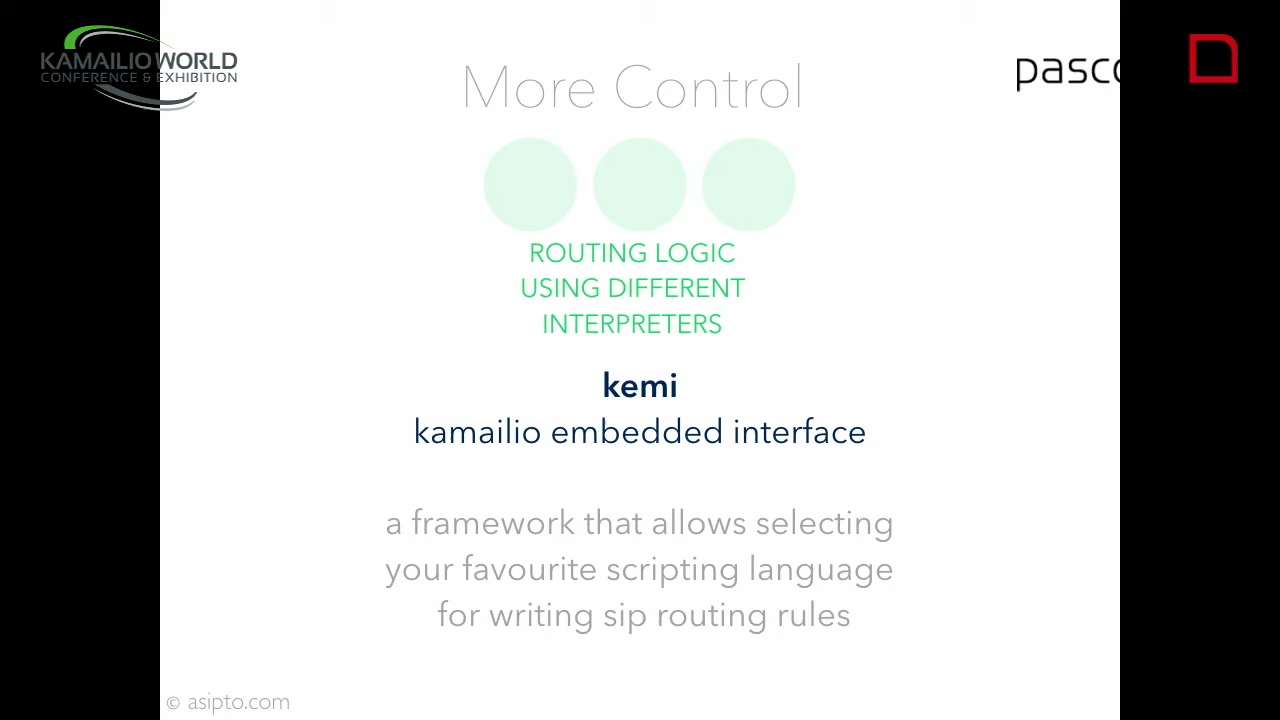 KAMAILIO WORLD
CONFERENCE & EXHIBITION
More Control
ROUTING LOGIC
USING DIFFERENT
INTERPRETERS
kemi
kamailio embedded interface
a framework that allows selecting
your favourite scripting language
for writing sip routing rules
© asipto.com